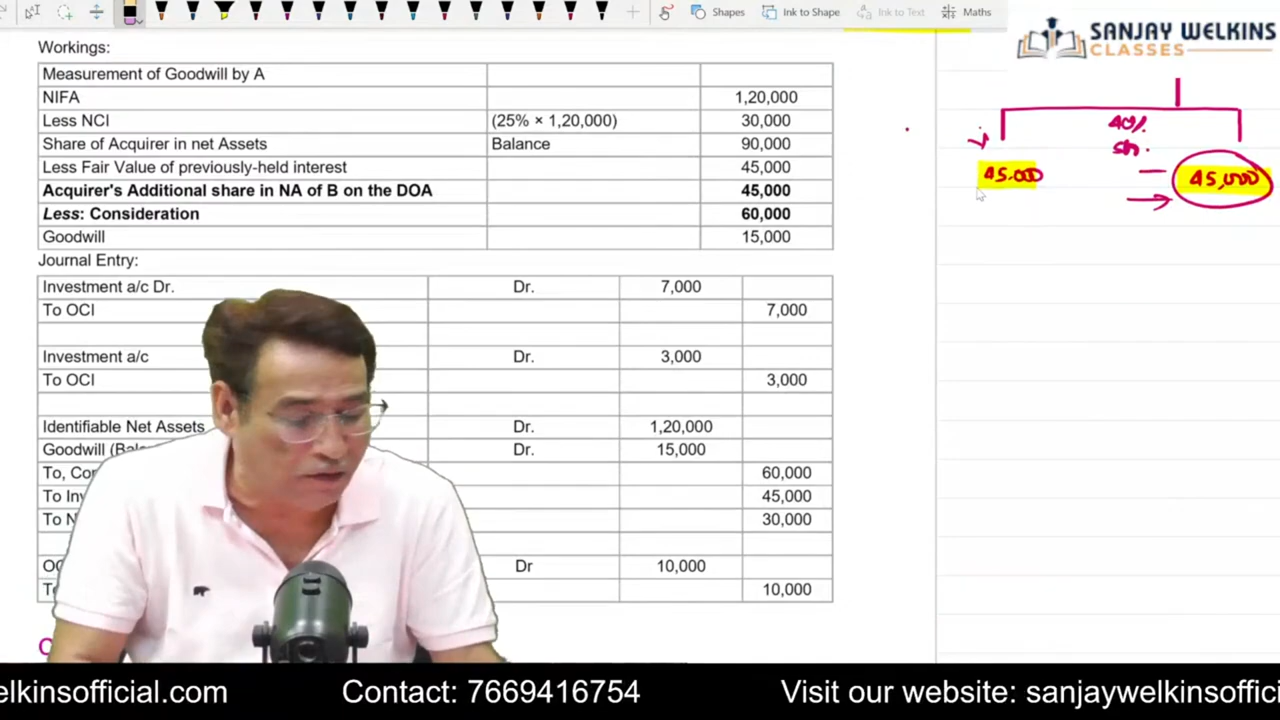 Shapes Ink to Shape Ink to Text Maths
SANJAY WELKINS
CLASSES
Workings:
Measurement of Goodwill by A
NIFA 1,20,000
Less NCI (25% × 1,20,000) 30,000
Share of Acquirer in net Assets Balance 90,000
Less Fair Value of previously-held interest 45,000
Acquirer's Additional share in NA of B on the DOA 45,000
Less: Consideration 60,000
Goodwill 15,000
40%
Sh.
45.000
45,000
Journal Entry:
Investment a/c Dr. Dr. 7,000
To OCI 7,000
Investment a/c Dr. 3,000
To OCI 3,000
Identifiable Net Assets Dr. 1,20,000
Goodwill Dr. 15,000
To, 60,000
To 45,000
To 30,000
Dr 10,000
10,000
elkinsofficial.com Contact: 7669416754 Visit our website: sanjaywelkinsoffici